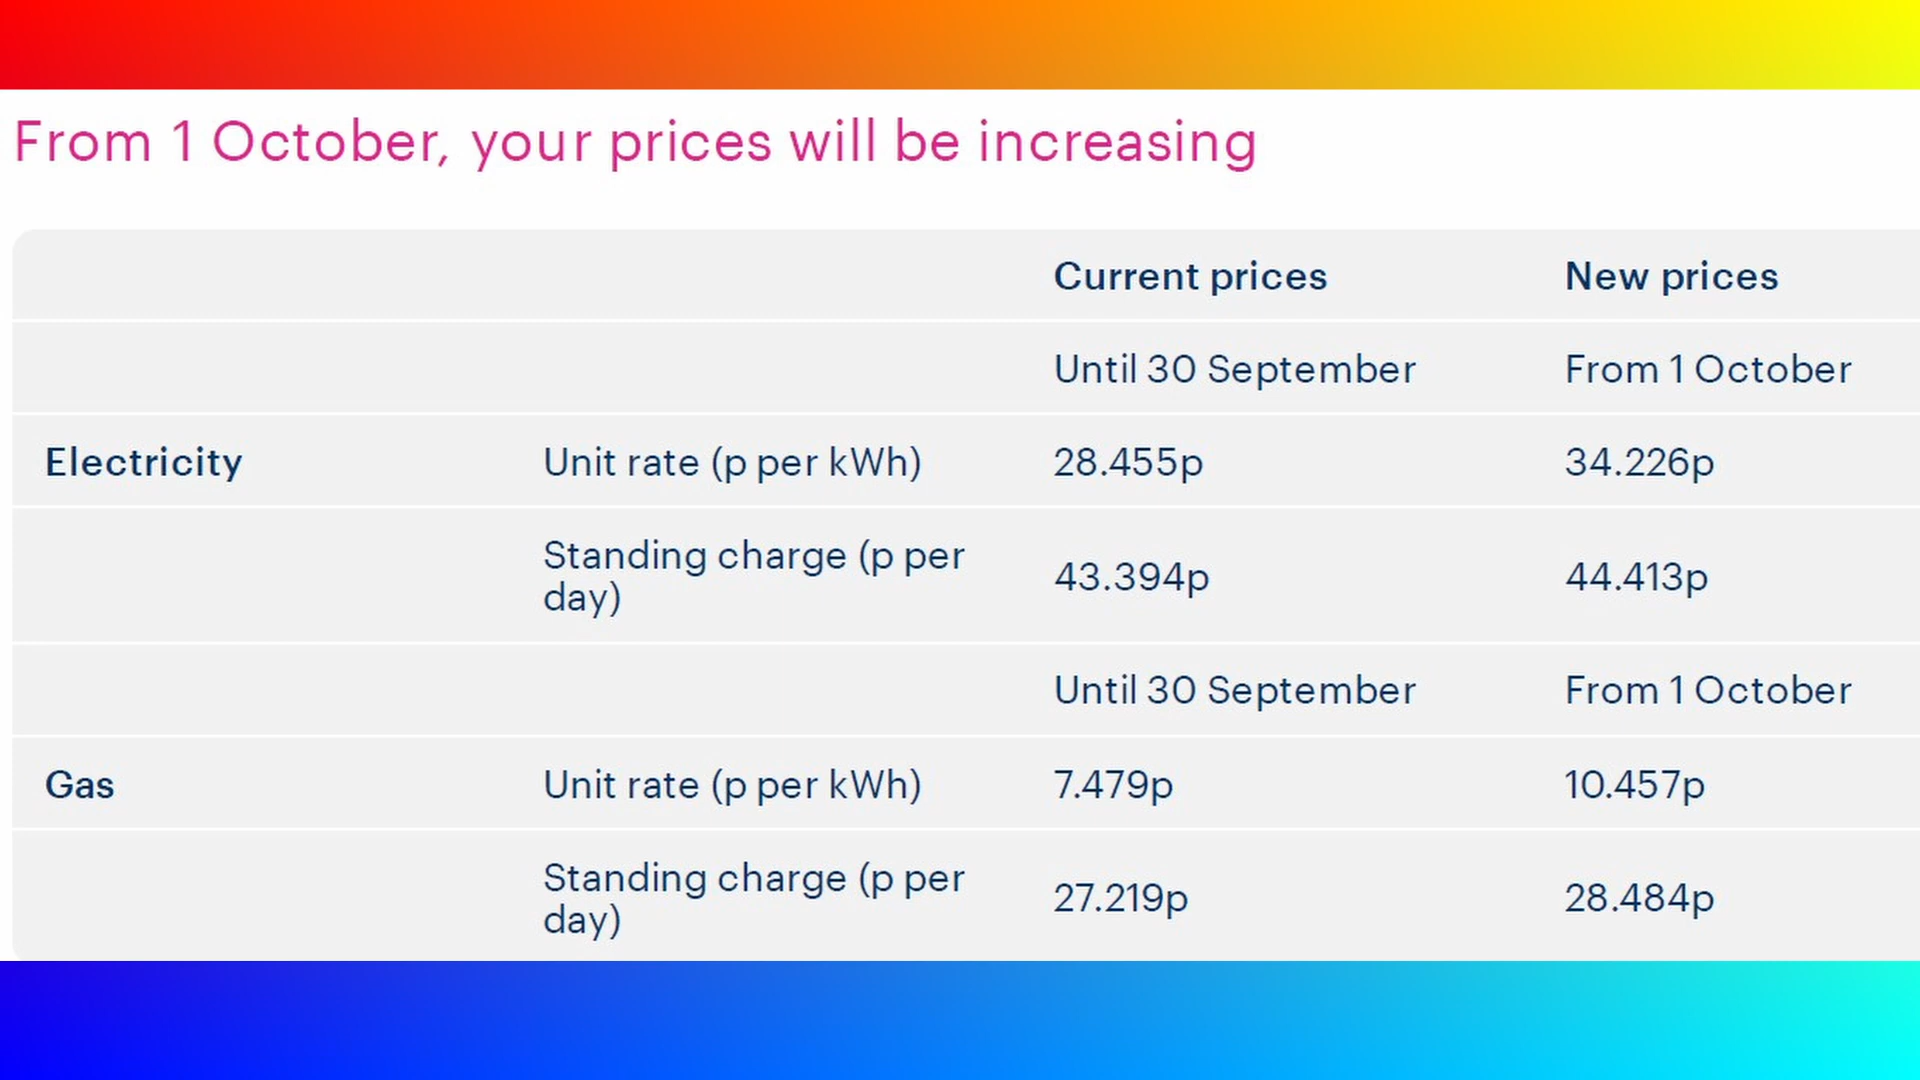 From 1 October, your prices will be increasing
Current prices New prices
Until 30 September From 1 October
Electricity Unit rate (p per kWh) 28.455p 34.226p
Standing charge (p per
day) 43.394p 44.413p
Until 30 September From 1 October
Gas Unit rate (p per kWh) 7.479p 10.457p
Standing charge (p per
day) 27.219p 28.484p